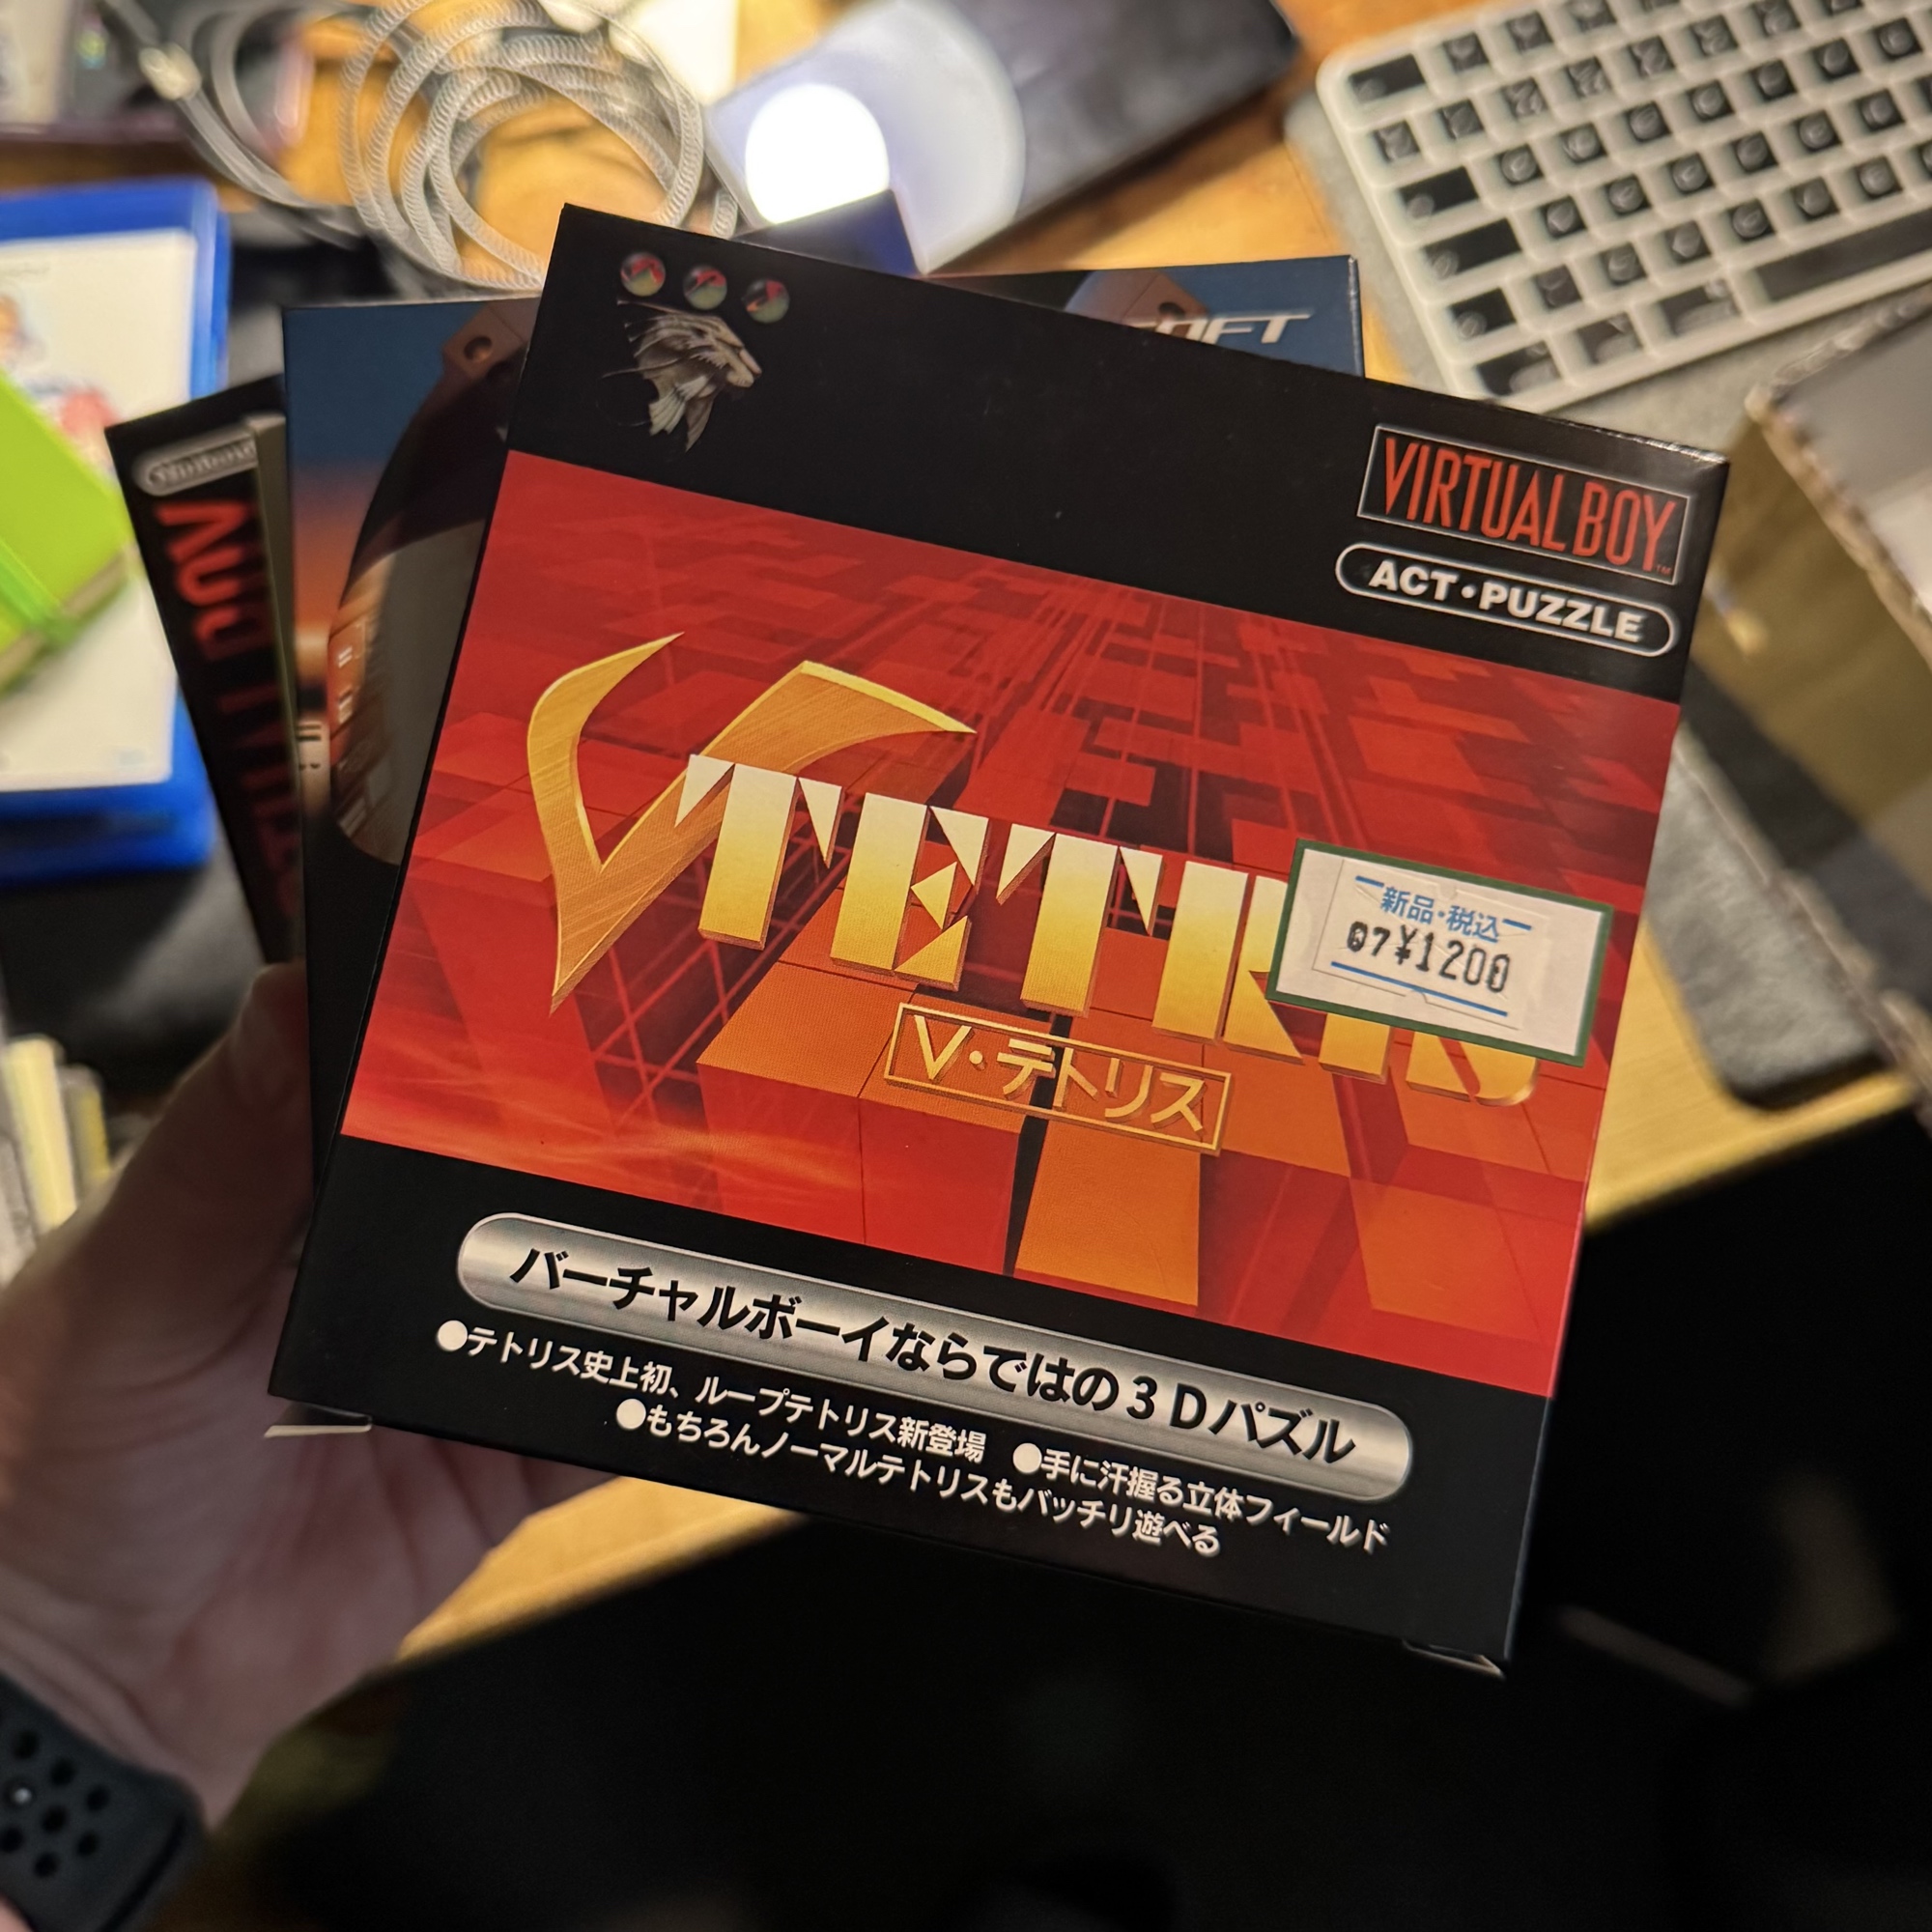 VIRTUAL BOY™
ACT・PUZZLE
V TETRIS
新品・税込
07¥1200
V・テトリス
バーチャルボーイならではの3Dパズル
●テトリス史上初、ループテトリス新登場 ●手に汗握る立体フィールド
●もちろんノーマルテトリスもバッチリ遊べる
Nintendo